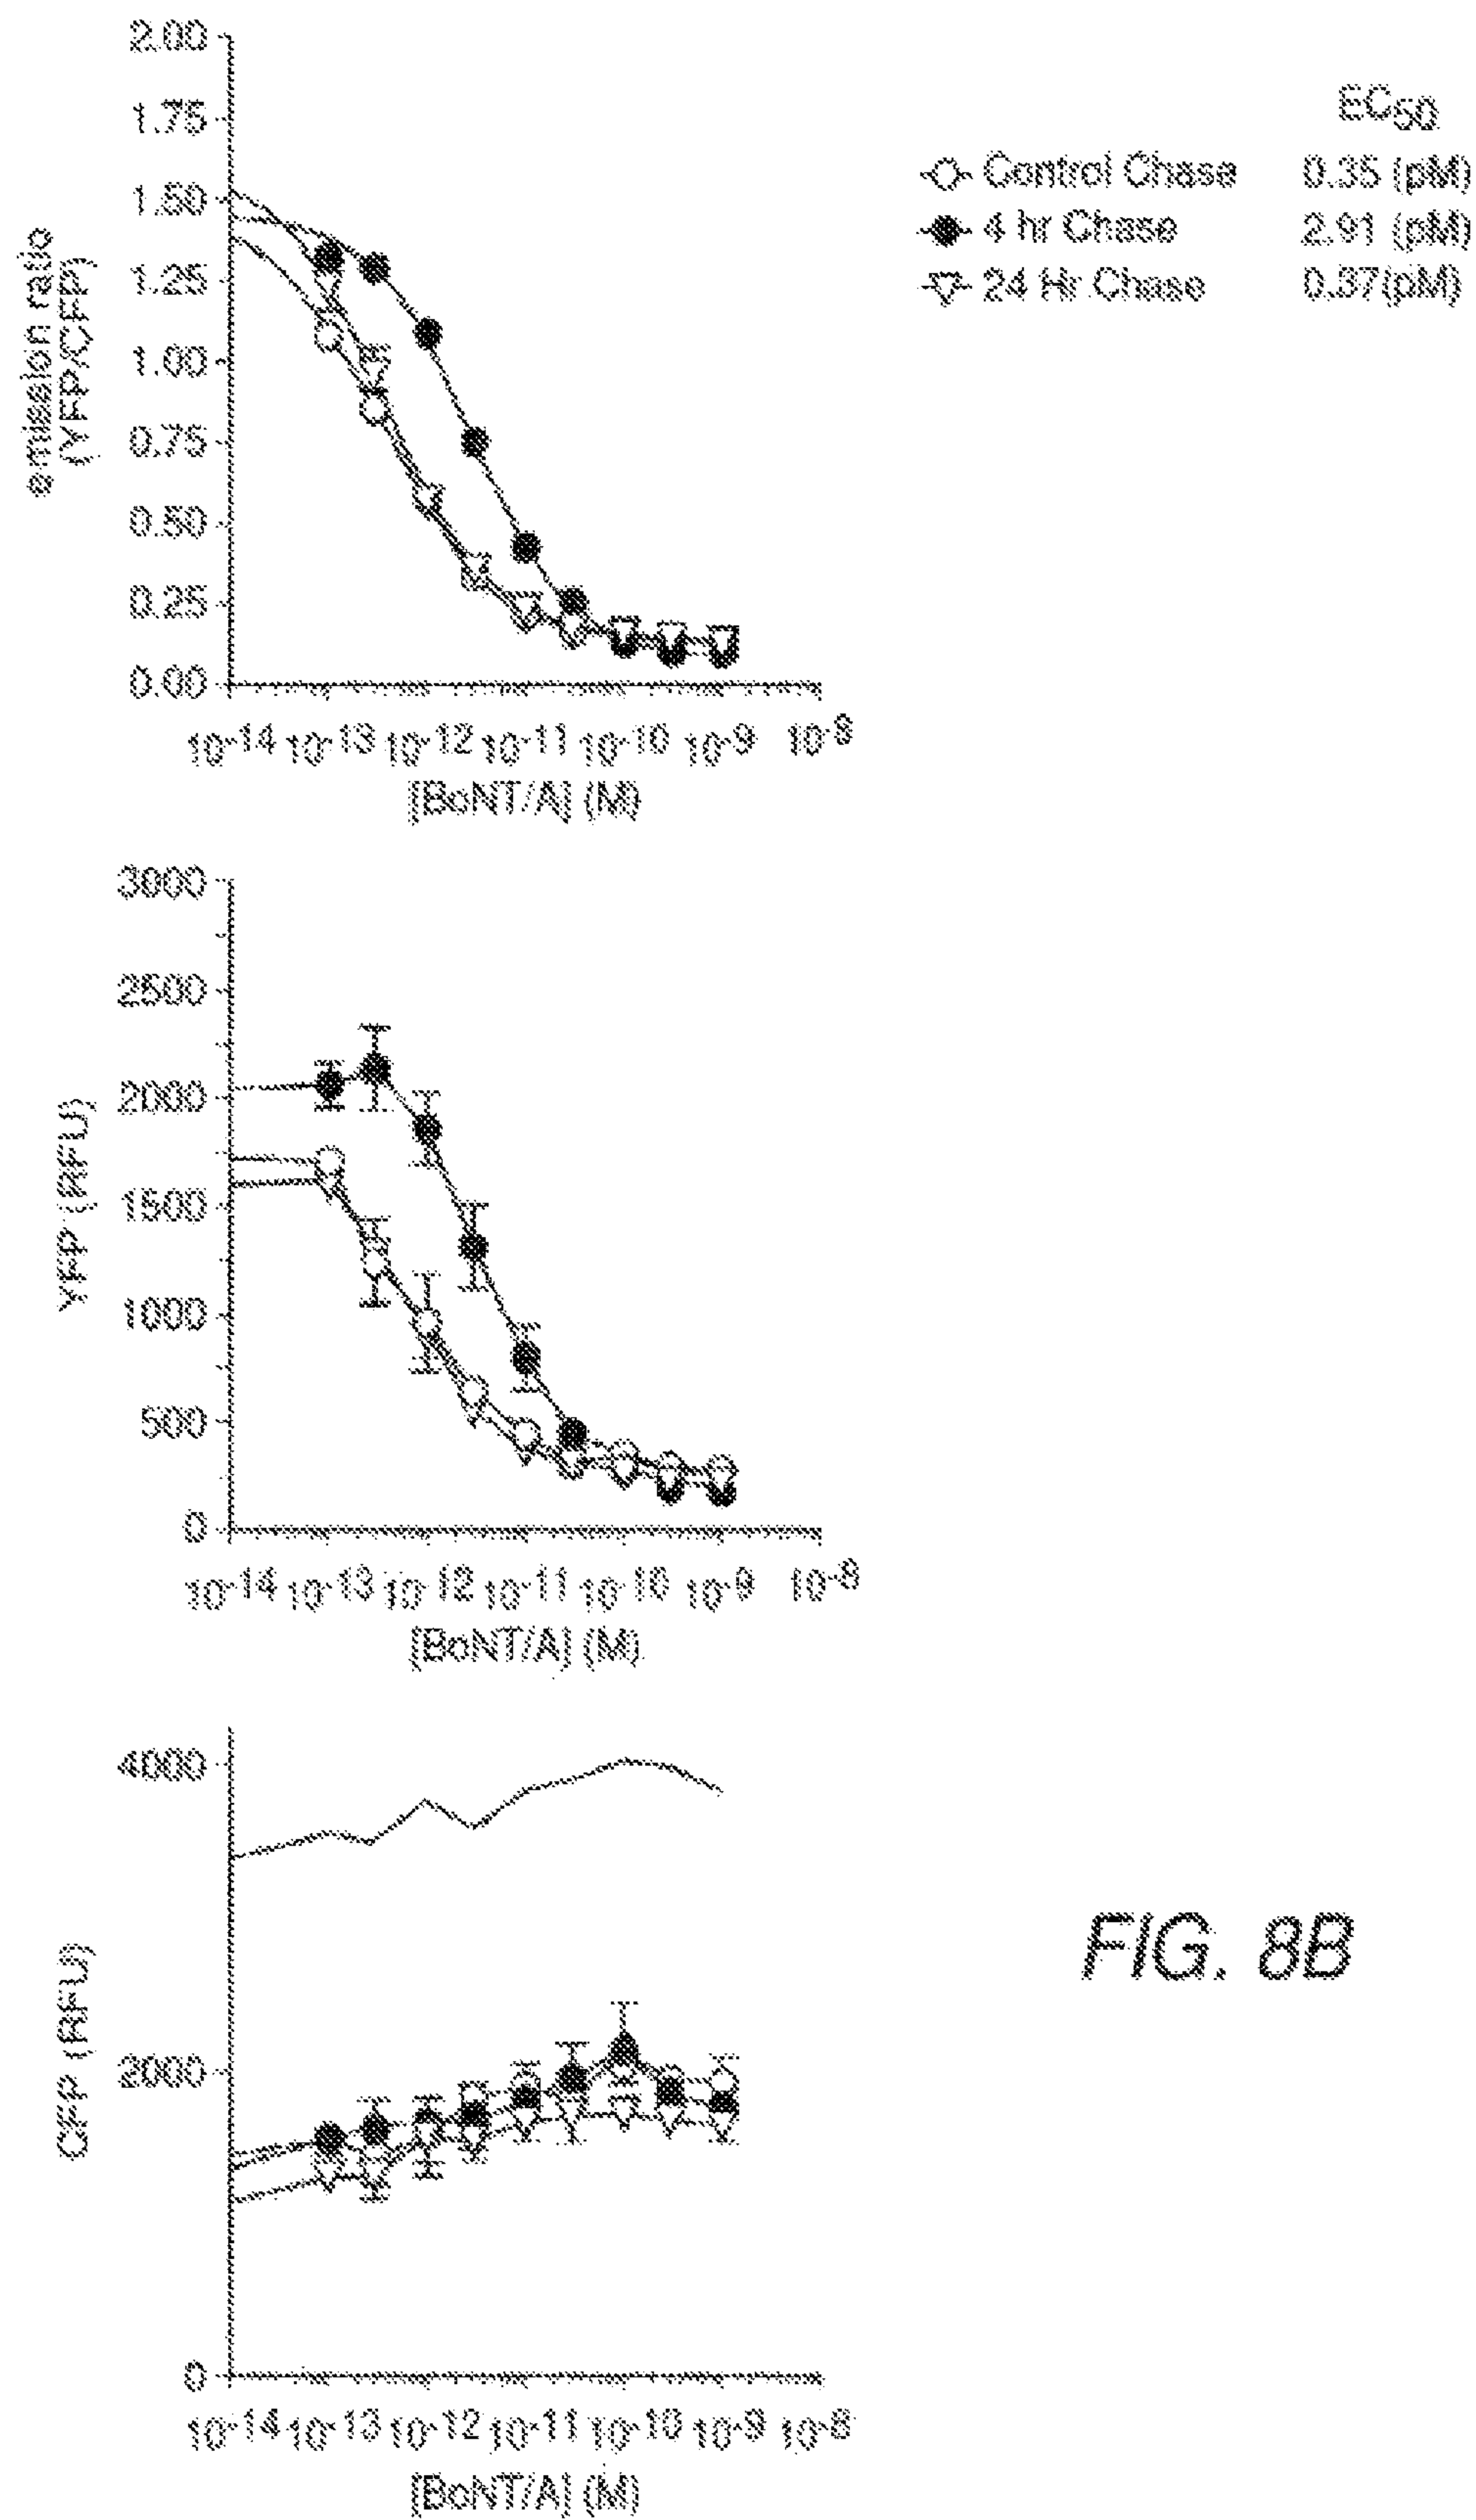 2.00
1.75
1.50
1.25
1.00
0.75
0.50
0.25
0.00
emission ratio
(YFP/CFP)
10-14 10-13 10-12 10-11 10-10 10-9 10-8
[BoNT/A] (M)
EC50
Control Chase 0.35 (pM)
4 hr Chase 2.91 (pM)
24 Hr Chase 0.37(pM)
3000
2500
2000
1500
1000
500
0
YFP (RFU)
10-14 10-13 10-12 10-11 10-10 10-9 10-8
[BoNT/A] (M)
4000
2000
0
CFP (RFU)
10-14 10-13 10-12 10-11 10-10 10-9 10-8
[BoNT/A] (M)
FIG. 8B